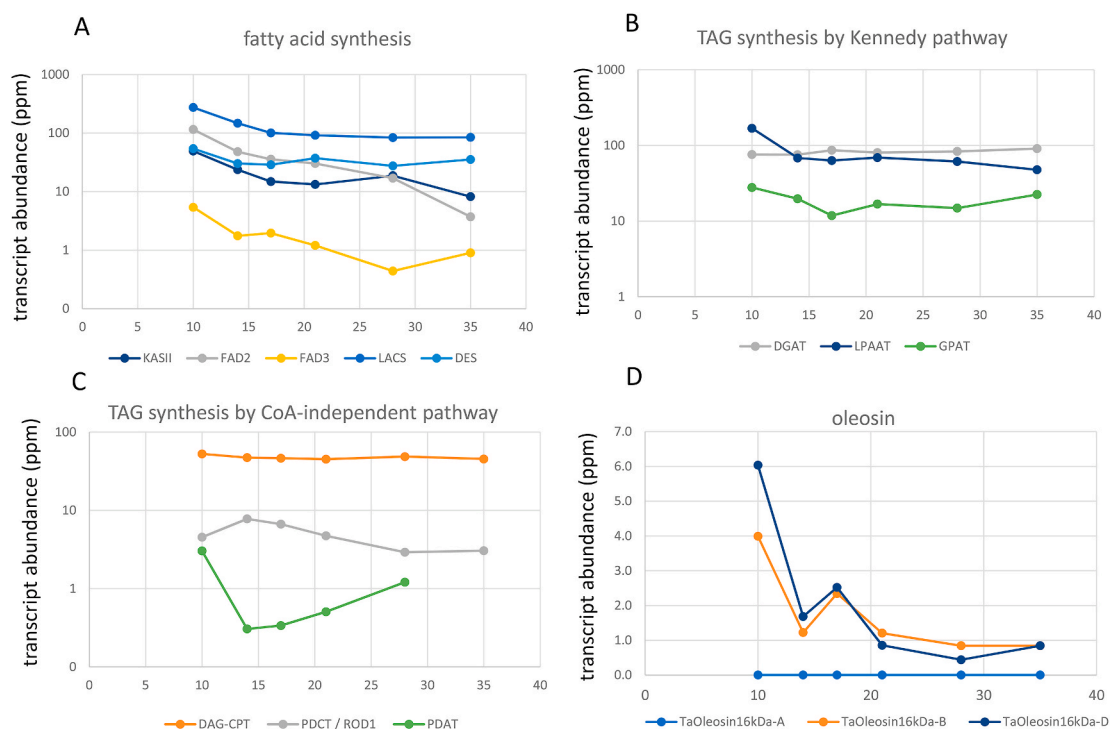 A
fatty acid synthesis
transcript abundance (ppm)
1000
100
10
1
0
0 5 10 15 20 25 30 35 40
KASII FAD2 FAD3 LACS DES
B
TAG synthesis by Kennedy pathway
transcript abundance (ppm)
1000
100
10
1
0 5 10 15 20 25 30 35 40
DGAT LPAAT GPAT
C
TAG synthesis by CoA-independent pathway
transcript abundance (ppm)
100
10
1
0
0 5 10 15 20 25 30 35 40
DAG-CPT PDCT / ROD1 PDAT
D
oleosin
transcript abundance (ppm)
7.0
6.0
5.0
4.0
3.0
2.0
1.0
0.0
0 10 20 30 40
TaOleosin16kDa-A TaOleosin16kDa-B TaOleosin16kDa-D